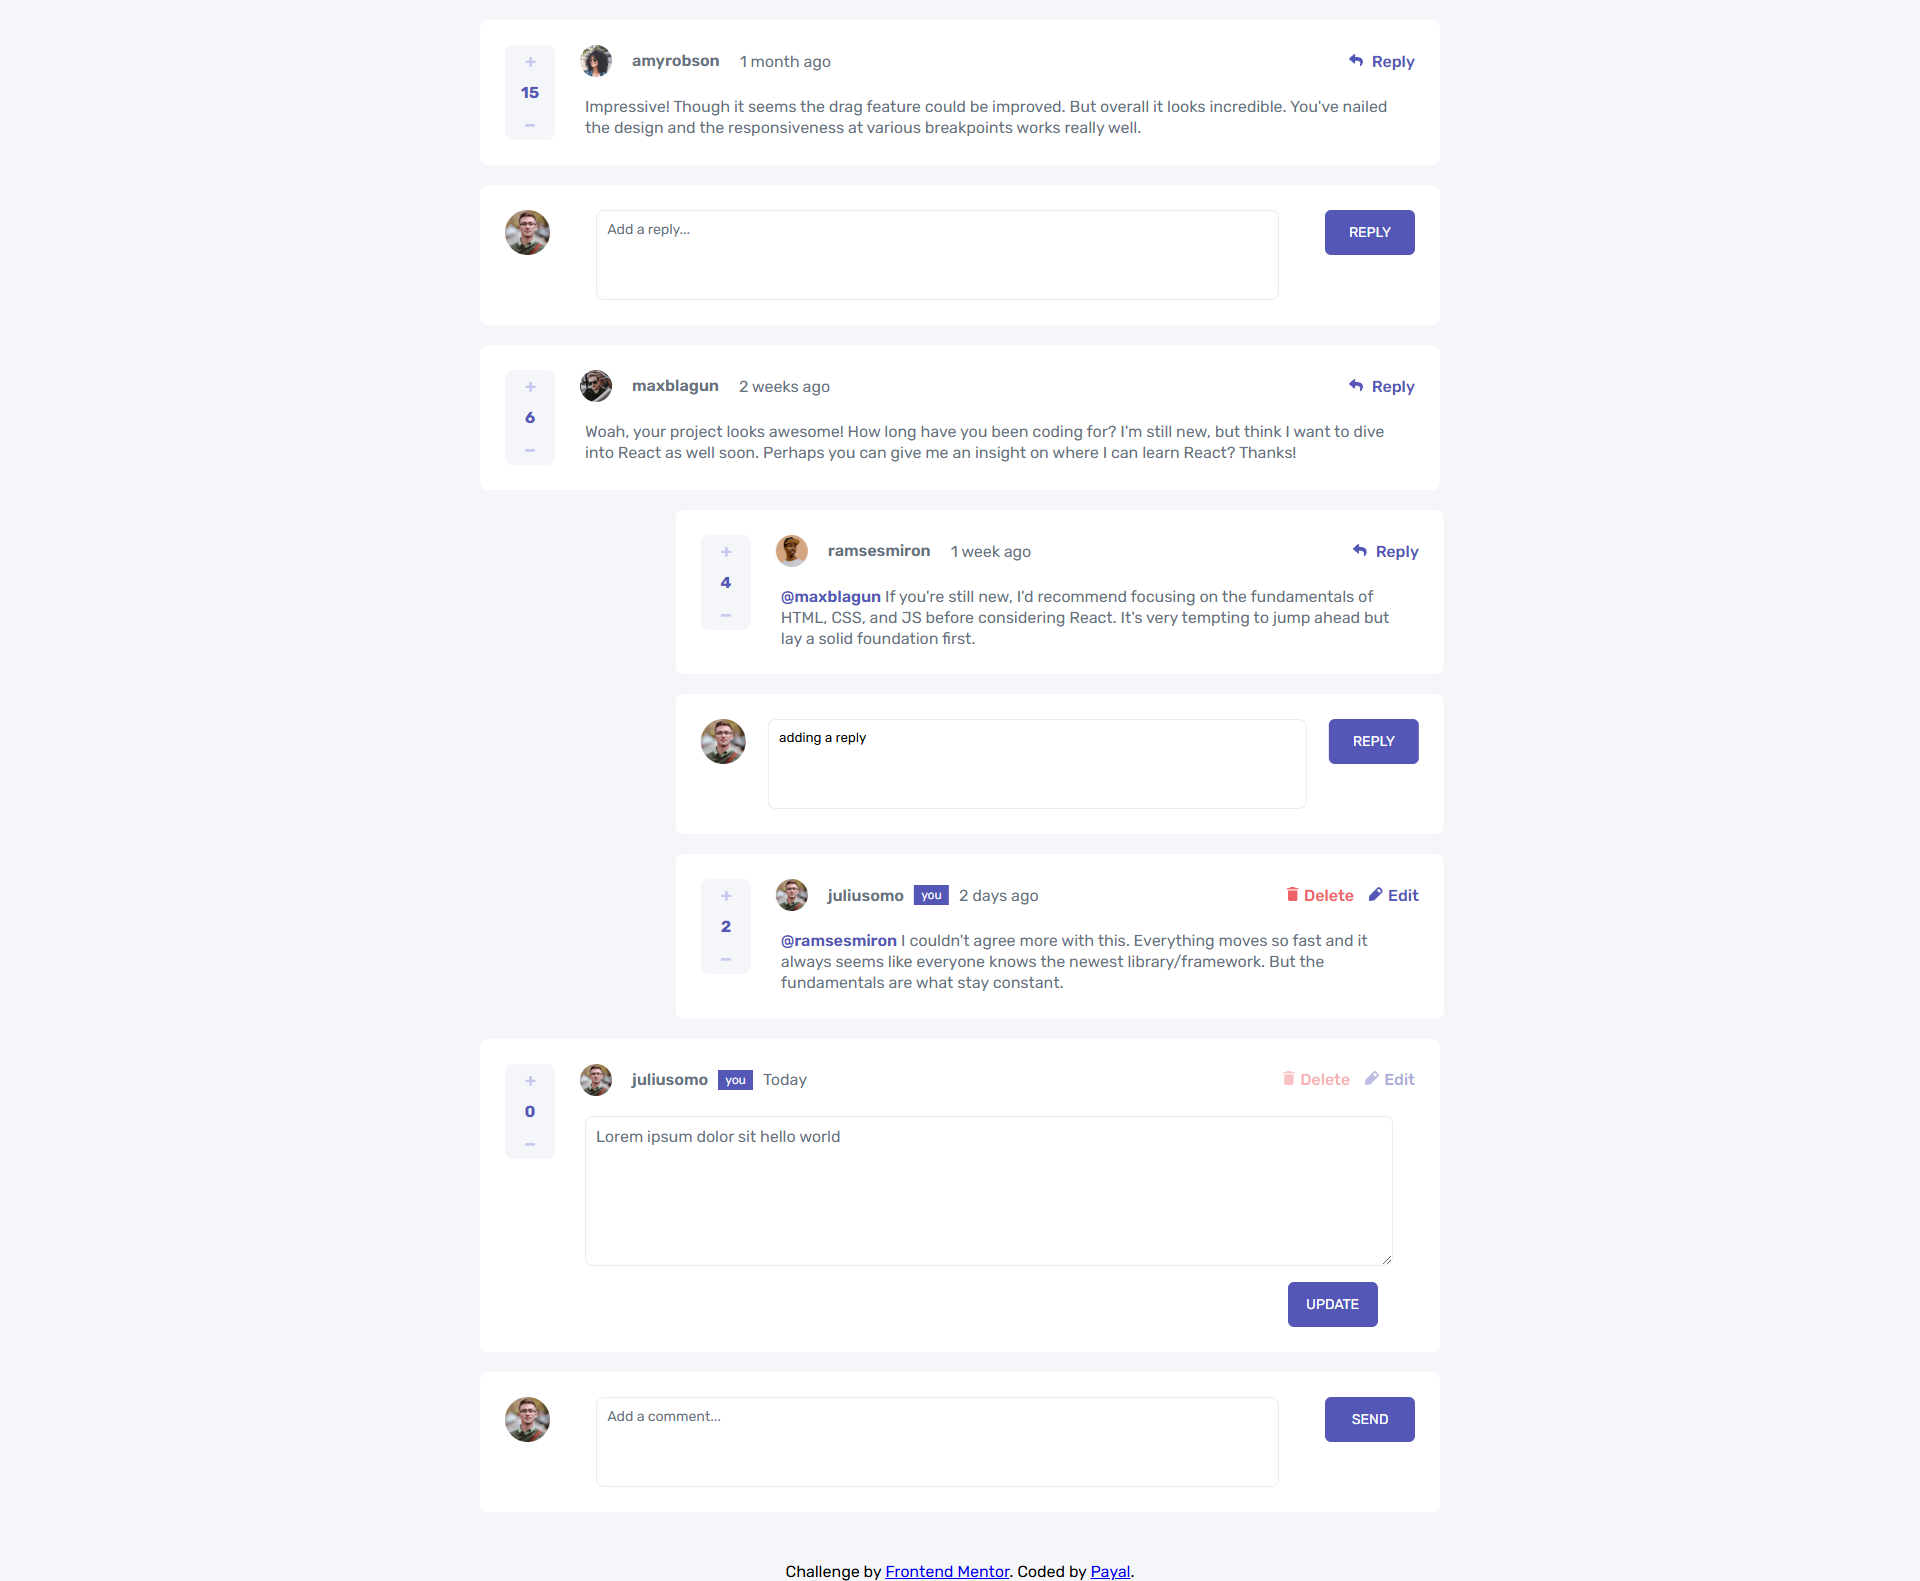 amyrobson 1 month ago Reply
+
15
−
Impressive! Though it seems the drag feature could be improved. But overall it looks incredible. You've nailed
the design and the responsiveness at various breakpoints works really well.
Add a reply...
REPLY
maxblagun 2 weeks ago Reply
+
6
−
Woah, your project looks awesome! How long have you been coding for? I'm still new, but think I want to dive
into React as well soon. Perhaps you can give me an insight on where I can learn React? Thanks!
ramsesmiron 1 week ago Reply
+
4
−
@maxblagun If you're still new, I'd recommend focusing on the fundamentals of
HTML, CSS, and JS before considering React. It's very tempting to jump ahead but
lay a solid foundation first.
adding a reply
REPLY
juliusomo you 2 days ago Delete Edit
+
2
−
@ramsesmiron I couldn't agree more with this. Everything moves so fast and it
always seems like everyone knows the newest library/framework. But the
fundamentals are what stay constant.
juliusomo you Today Delete Edit
+
0
−
Lorem ipsum dolor sit hello world
UPDATE
Add a comment...
SEND
Challenge by Frontend Mentor. Coded by Payal.